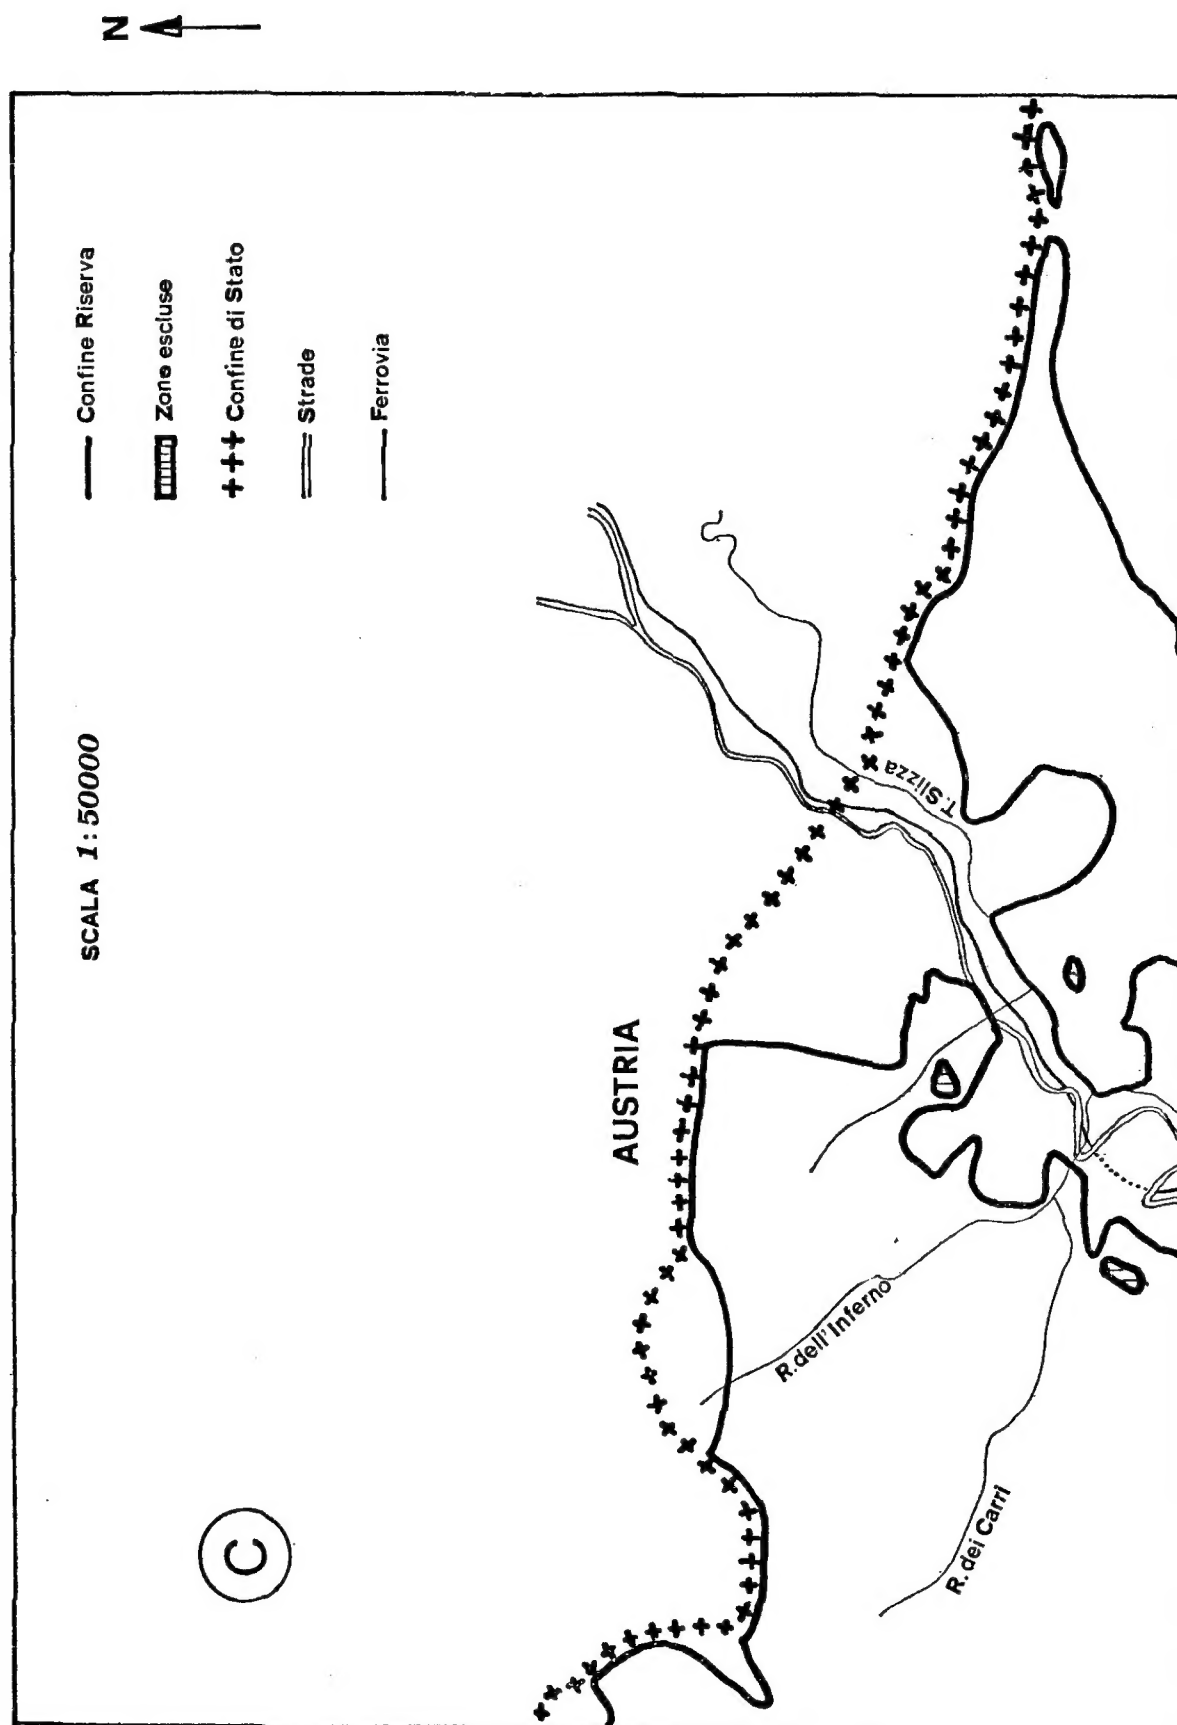 N
SCALA 1:50000
Confine Riserva
Zone escluse
Confine di Stato
Strade
Ferrovia
C
AUSTRIA
T. Slizza
R. dell'Inferno
R. dei Carri